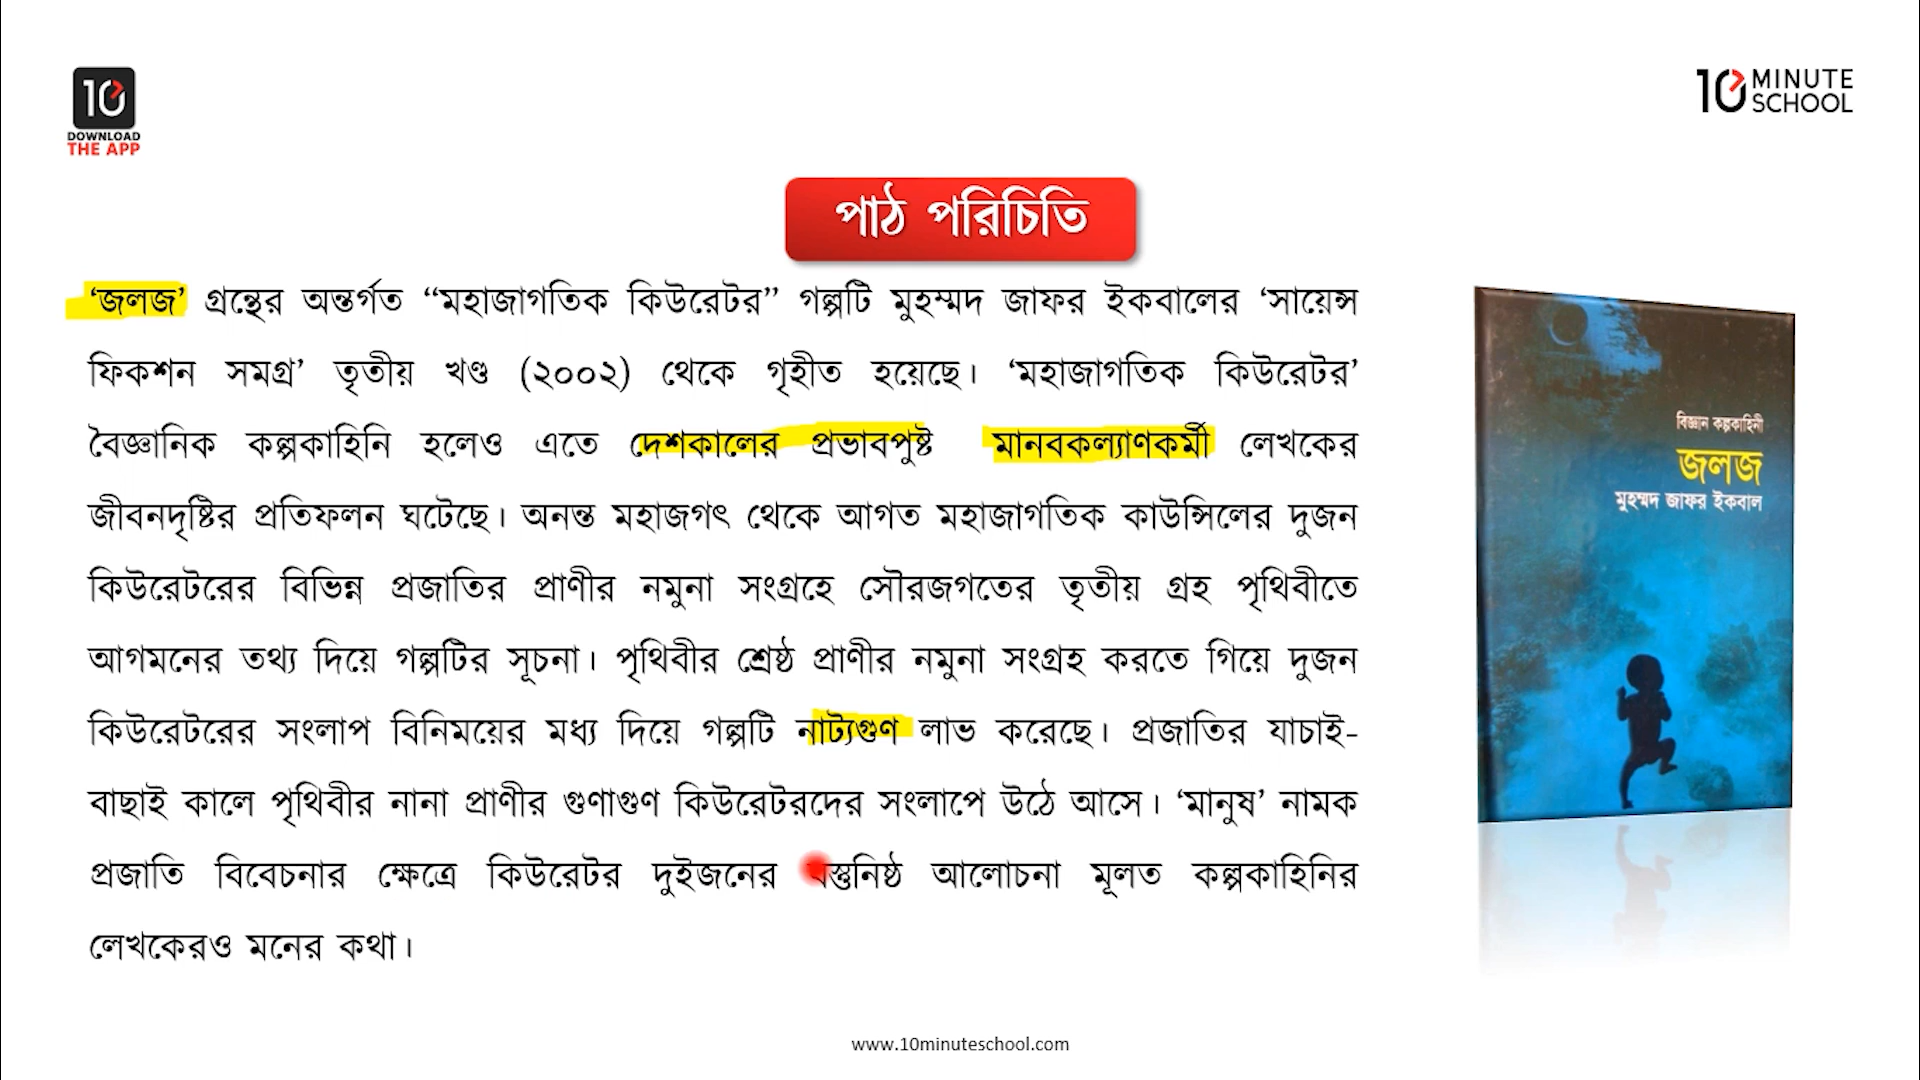 10
DOWNLOAD
THE APP
10 MINUTE
SCHOOL
পাঠ পরিচিতি
‘জলজ’ গ্রন্থের অন্তর্গত “মহাজাগতিক কিউরেটর” গল্পটি মুহম্মদ জাফর ইকবালের ‘সায়েন্স
ফিকশন সমগ্র’ তৃতীয় খণ্ড (২০০২) থেকে গৃহীত হয়েছে। ‘মহাজাগতিক কিউরেটর’
বৈজ্ঞানিক কল্পকাহিনি হলেও এতে দেশকালের প্রভাবপুষ্ট মানবকল্যাণকর্মী লেখকের
জীবনদৃষ্টির প্রতিফলন ঘটেছে। অনন্ত মহাজগৎ থেকে আগত মহাজাগতিক কাউন্সিলের দুজন
কিউরেটরের বিভিন্ন প্রজাতির প্রাণীর নমুনা সংগ্রহে সৌরজগতের তৃতীয় গ্রহ পৃথিবীতে
আগমনের তথ্য দিয়ে গল্পটির সূচনা। পৃথিবীর শ্রেষ্ঠ প্রাণীর নমুনা সংগ্রহ করতে গিয়ে দুজন
কিউরেটরের সংলাপ বিনিময়ের মধ্য দিয়ে গল্পটি নাট্যগুণ লাভ করেছে। প্রজাতির যাচাই-
বাছাই কালে পৃথিবীর নানা প্রাণীর গুণাগুণ কিউরেটরদের সংলাপে উঠে আসে। ‘মানুষ’ নামক
প্রজাতি বিবেচনার ক্ষেত্রে কিউরেটর দুইজনের বস্তুনিষ্ঠ আলোচনা মূলত কল্পকাহিনির
লেখকেরও মনের কথা।
বিজ্ঞান কল্পকাহিনী
জলজ
মুহম্মদ জাফর ইকবাল
www.10minuteschool.com